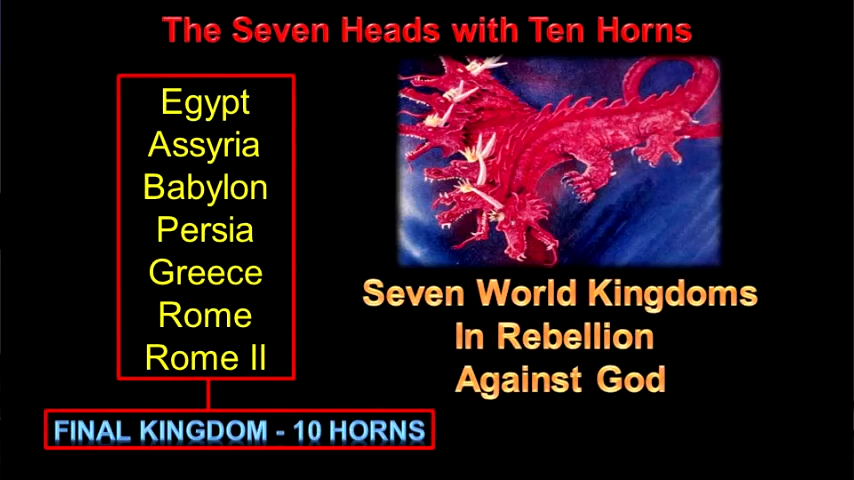 The Seven Heads with Ten Horns
Egypt
Assyria
Babylon
Persia
Greece
Rome
Rome II
FINAL KINGDOM - 10 HORNS
Seven World Kingdoms
In Rebellion
Against God